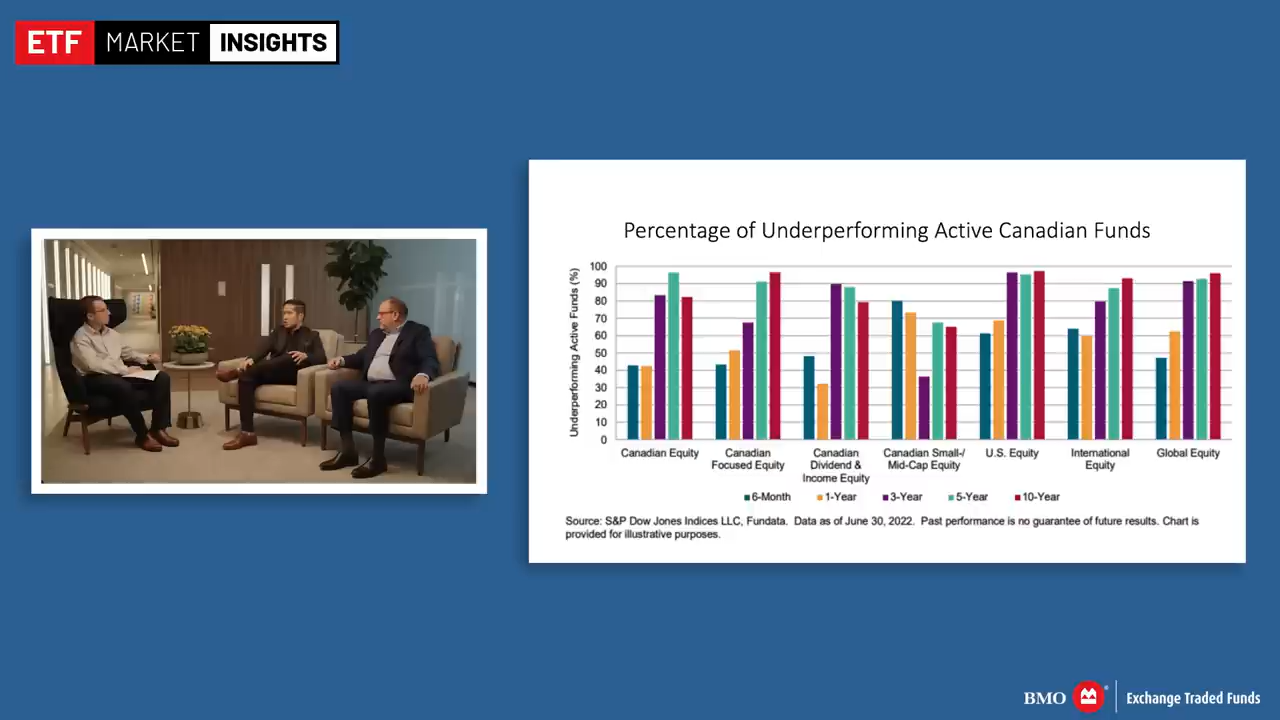 ETF MARKET INSIGHTS
Percentage of Underperforming Active Canadian Funds
Underperforming Active Funds (%)
100
90
80
70
60
50
40
30
20
10
0
Canadian Equity
Canadian Focused Equity
Canadian Dividend & Income Equity
Canadian Small-/ Mid-Cap Equity
U.S. Equity
International Equity
Global Equity
6-Month 1-Year 3-Year 5-Year 10-Year
Source: S&P Dow Jones Indices LLC, Fundata. Data as of June 30, 2022. Past performance is no guarantee of future results. Chart is
provided for illustrative purposes.
BMO Exchange Traded Funds